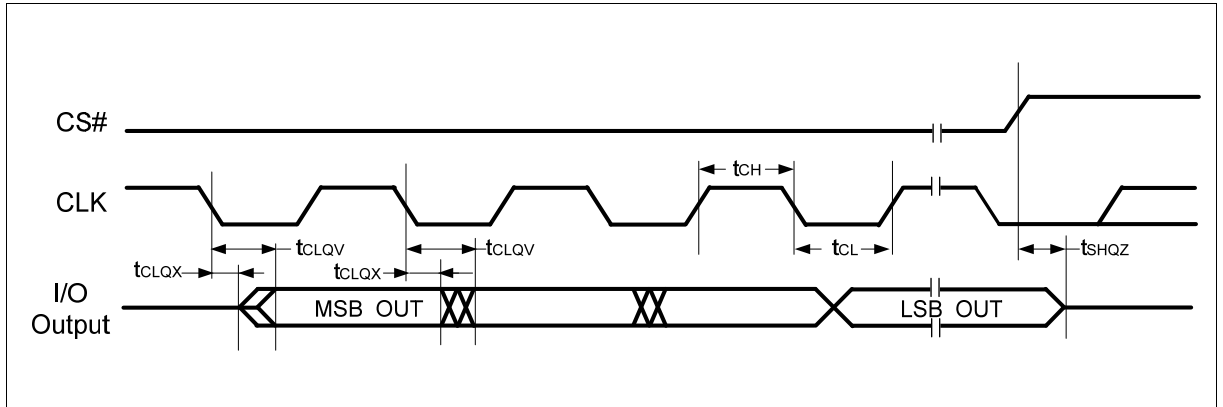 CS#
tCH
CLK
tCLQV
tCLQV
tCL
tSHQZ
tCLQX
tCLQX
I/O
Output
MSB OUT
LSB OUT